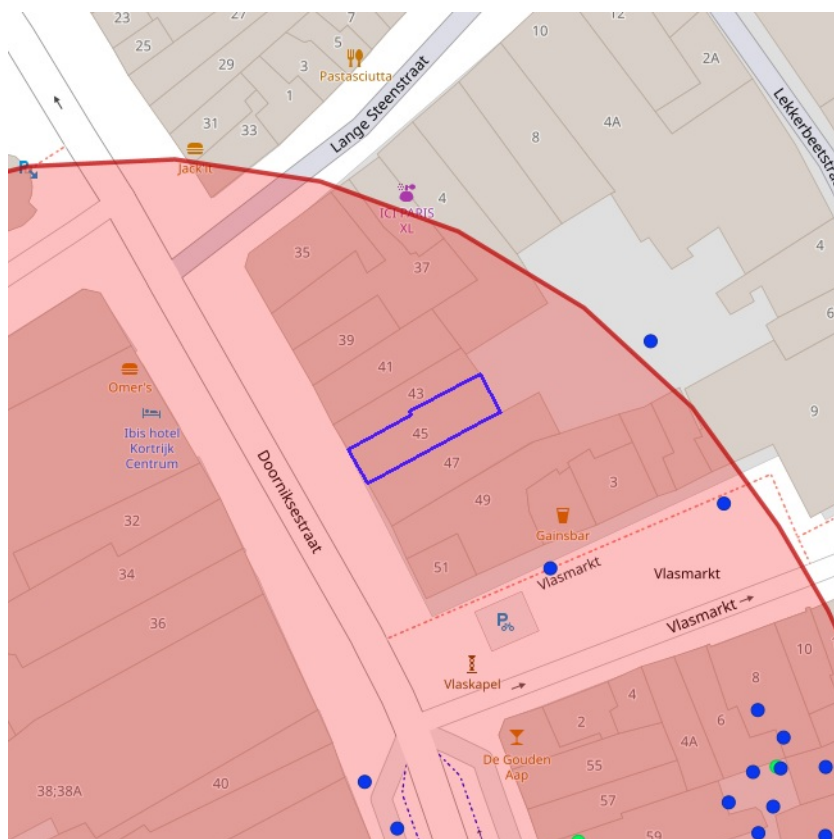 23
27
7
25
5
29
3
Pastasciutta
1
31
33
Jack it
Lange Steenstraat
10
12
2A
4A
8
Lekkerbeetstra
4
ICI PARIS
XL
35
37
4
6
39
41
43
45
47
49
51
3
9
Omer's
Ibis hotel
Kortrijk
Centrum
Doorniksestraat
32
34
36
Gainsbar
Vlasmarkt
Vlasmarkt
Vlasmarkt
Vlaskapel
De Gouden
Aap
2
4
4A
6
8
10
55
57
59
38;38A
40